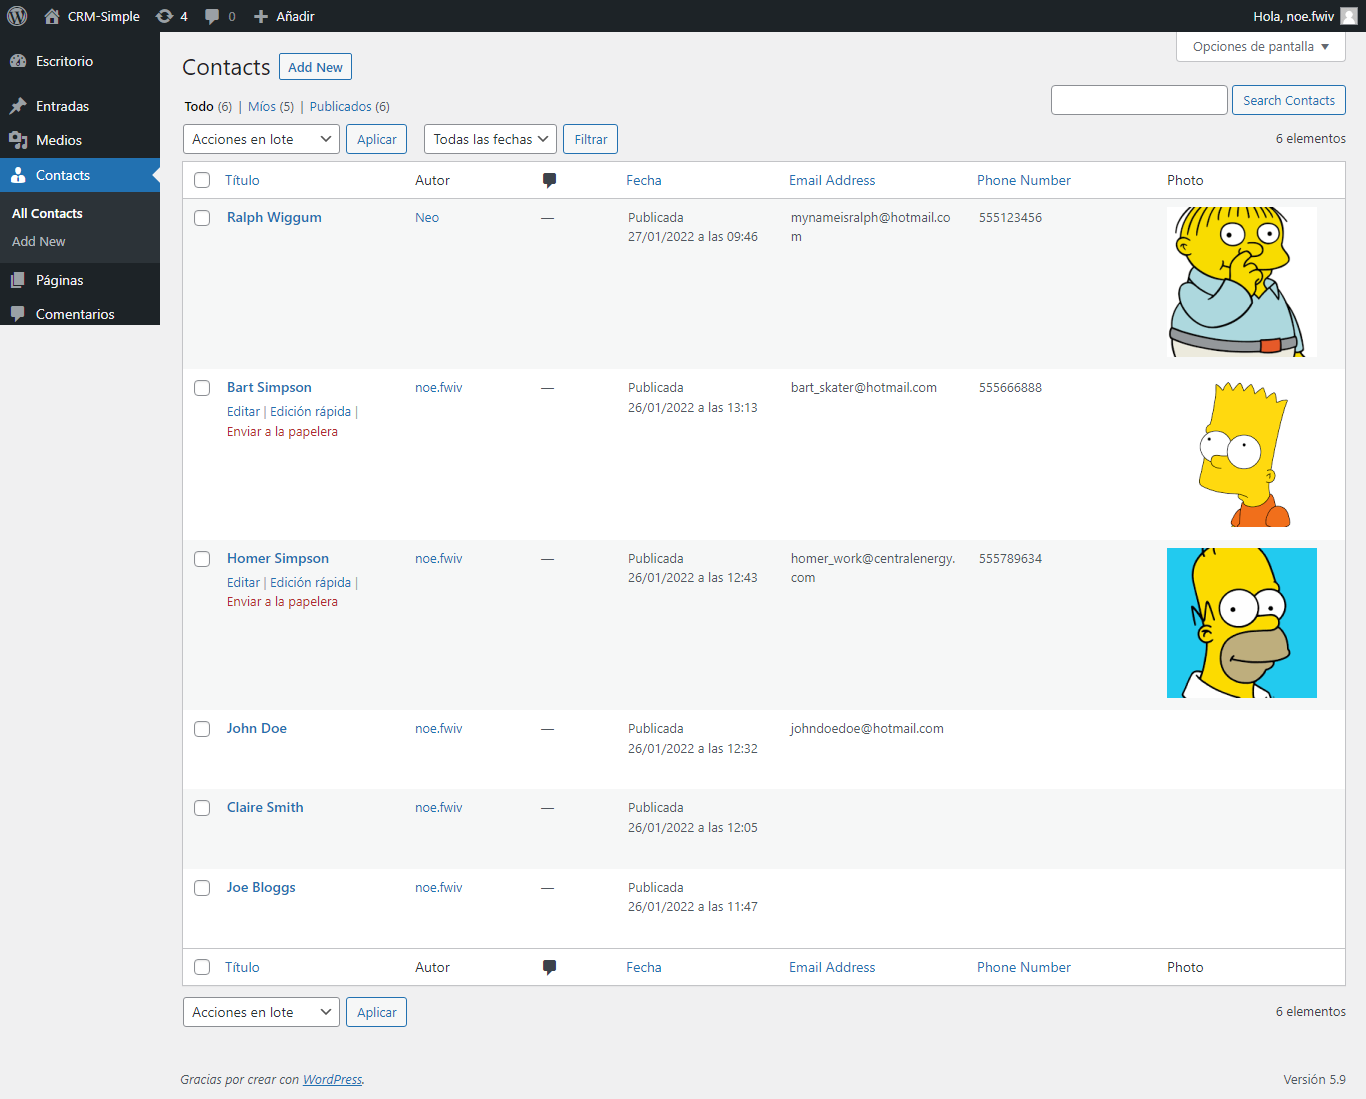 CRM-Simple 4 0 Añadir Hola, noe.fwiv
Opciones de pantalla
Escritorio
Entradas
Medios
Contacts
All Contacts
Add New
Páginas
Comentarios
Contacts Add New
Todo (6) | Míos (5) | Publicados (6)
Search Contacts
Acciones en lote Aplicar Todas las fechas Filtrar 6 elementos
Título Autor Fecha Email Address Phone Number Photo
Ralph Wiggum Neo — Publicada mynameisralph@hotmail.co 555123456
27/01/2022 a las 09:46 m
Bart Simpson noe.fwiv — Publicada bart_skater@hotmail.com 555666888
Editar | Edición rápida | 26/01/2022 a las 13:13
Enviar a la papelera
Homer Simpson noe.fwiv — Publicada homer_work@centralenergy. 555789634
Editar | Edición rápida | 26/01/2022 a las 12:43 com
Enviar a la papelera
John Doe noe.fwiv — Publicada johndoedoe@hotmail.com
26/01/2022 a las 12:32
Claire Smith noe.fwiv — Publicada
26/01/2022 a las 12:05
Joe Bloggs noe.fwiv — Publicada
26/01/2022 a las 11:47
Título Autor Fecha Email Address Phone Number Photo
Acciones en lote Aplicar 6 elementos
Gracias por crear con WordPress. Versión 5.9